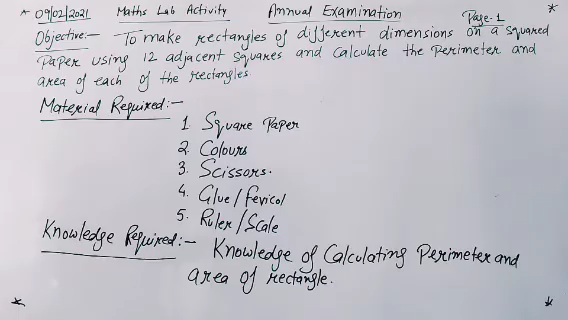 * 09/02/2021 Maths Lab Activity Annual Examination Page-1 *
Objective:- To make rectangles of different dimensions on a squared
Paper using 12 adjacent squares and calculate the Perimeter and
area of each of the rectangles.
Material Required:-
1. Square Paper
2. Colours
3. Scissors.
4. Glue/Fevicol
5. Ruler/Scale
Knowledge Required:- Knowledge of Calculating Perimeter and
area of rectangle.
* *